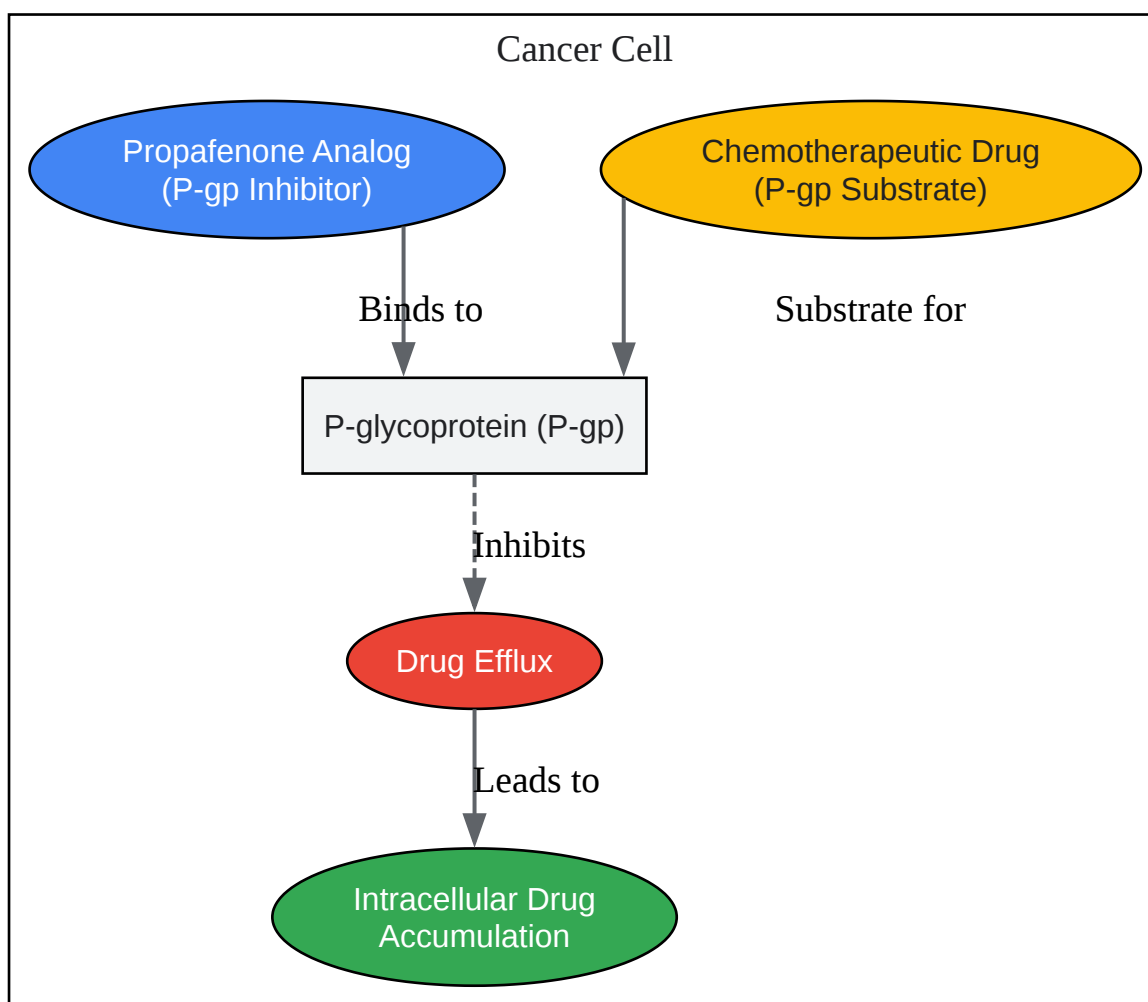 Cancer Cell
Propafenone Analog
(P-gp Inhibitor)
Chemotherapeutic Drug
(P-gp Substrate)
Binds to
Substrate for
P-glycoprotein (P-gp)
Inhibits
Drug Efflux
Leads to
Intracellular Drug
Accumulation